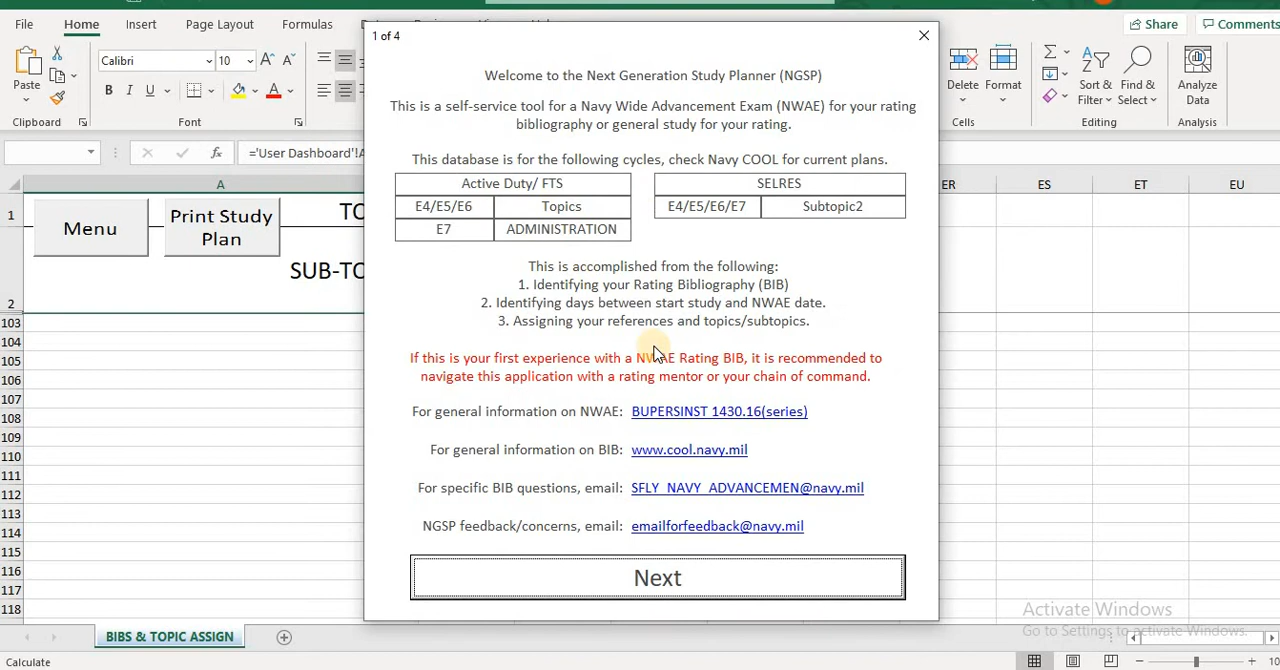 File Home Insert Page Layout Formulas Share Comments
Paste
Calibri 10
B I U A
Delete Format Sort & Filter Find & Select Analyze Data
Clipboard Font Cells Editing Analysis
fx ='User Dashboard'!A
A ER ES ET EU
1
Menu
Print Study Plan
TO
2
SUB-TO
103
104
105
106
107
108
109
110
111
112
113
114
115
116
117
118
1 of 4
Welcome to the Next Generation Study Planner (NGSP)
This is a self-service tool for a Navy Wide Advancement Exam (NWAE) for your rating
bibliography or general study for your rating.
This database is for the following cycles, check Navy COOL for current plans.
Active Duty/ FTS SELRES
E4/E5/E6 Topics E4/E5/E6/E7 Subtopic2
E7 ADMINISTRATION
This is accomplished from the following:
1. Identifying your Rating Bibliography (BIB)
2. Identifying days between start study and NWAE date.
3. Assigning your references and topics/subtopics.
If this is your first experience with a NWAE Rating BIB, it is recommended to
navigate this application with a rating mentor or your chain of command.
For general information on NWAE: BUPERSINST 1430.16(series)
For general information on BIB: www.cool.navy.mil
For specific BIB questions, email: SFLY_NAVY_ADVANCEMEN@navy.mil
NGSP feedback/concerns, email: emailforfeedback@navy.mil
Next
Activate Windows
Go to Settings to activate Windows.
BIBS & TOPIC ASSIGN
Calculate
10